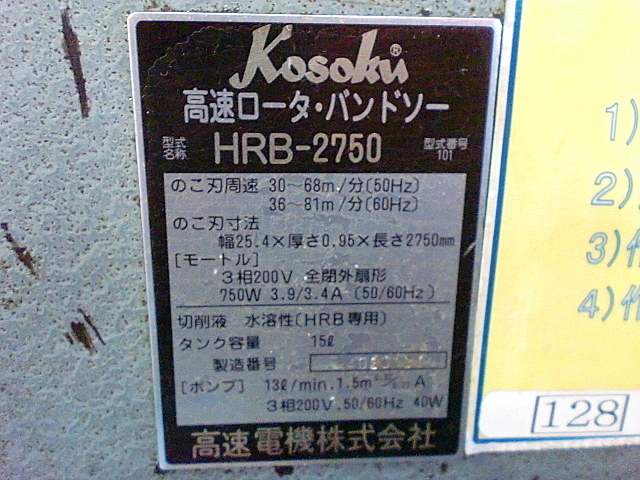 Kosoku®
高速ロータ・バンドソー
型式名称 HRB-2750 型式番号 101
のこ刃周速 30～68m/分(50Hz)
36～81m/分(60Hz)
のこ刃寸法
幅25.4×厚さ0.95×長さ2750mm
[モートル]
3相200V 全閉外扇形
750W 3.9/3.4A (50/60Hz)
切削液 水溶性(HRB専用)
タンク容量 15ℓ
製造番号
[ポンプ] 13ℓ/min. 1.5m A
3相200V. 50/60Hz 40W
高速電機株式会社
1)
2)
3)作
4)作
128